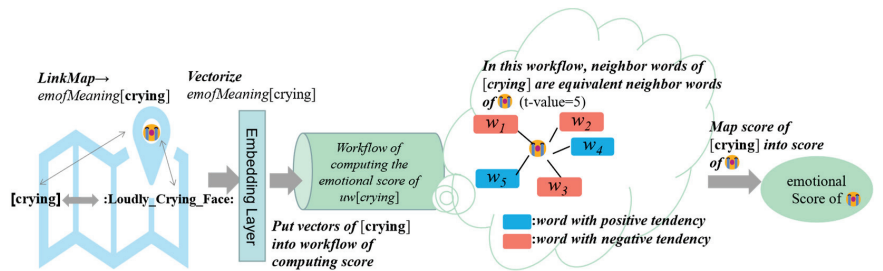 LinkMap→
emofMeaning[crying]
[crying]
:Loudly_Crying_Face:
Vectorize
emofMeaning[crying]
Embedding Layer
Put vectors of [crying]
into workflow of
computing score
Workflow of
computing the
emotional score of
uw[crying]
In this workflow, neighbor words of
[crying] are equivalent neighbor words
of 😭 (t-value=5)
w1
w2
w4
w5
w3
:word with positive tendency
:word with negative tendency
Map score of
[crying] into score
of 😭
emotional
Score of 😭